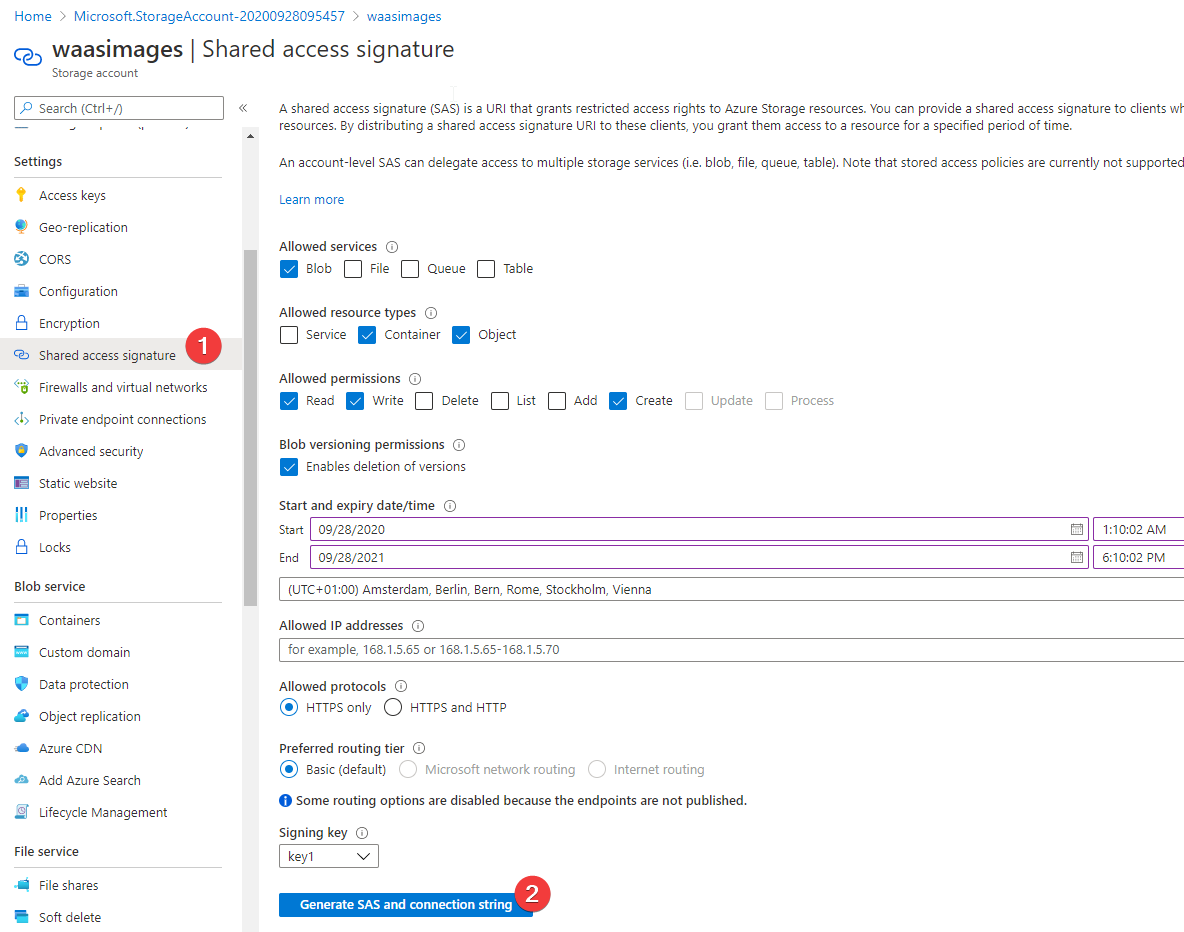 Home > Microsoft.StorageAccount-20200928095457 > waasimages
waasimages | Shared access signature
Storage account
Search (Ctrl+/)
«
Settings
Access keys
Geo-replication
CORS
Configuration
Encryption
Shared access signature
1
Firewalls and virtual networks
Private endpoint connections
Advanced security
Static website
Properties
Locks
Blob service
Containers
Custom domain
Data protection
Object replication
Azure CDN
Add Azure Search
Lifecycle Management
File service
File shares
Soft delete
A shared access signature (SAS) is a URI that grants restricted access rights to Azure Storage resources. You can provide a shared access signature to clients
resources. By distributing a shared access signature URI to these clients, you grant them access to a resource for a specified period of time.
An account-level SAS can delegate access to multiple storage services (i.e. blob, file, queue, table). Note that stored access policies are currently not supported
Learn more
Allowed services
Blob File Queue Table
Allowed resource types
Service Container Object
Allowed permissions
Read Write Delete List Add Create Update Process
Blob versioning permissions
Enables deletion of versions
Start and expiry date/time
Start 09/28/2020 1:10:02 AM
End 09/28/2021 6:10:02 PM
(UTC+01:00) Amsterdam, Berlin, Bern, Rome, Stockholm, Vienna
Allowed IP addresses
for example, 168.1.5.65 or 168.1.5.65-168.1.5.70
Allowed protocols
HTTPS only HTTPS and HTTP
Preferred routing tier
Basic (default) Microsoft network routing Internet routing
Some routing options are disabled because the endpoints are not published.
Signing key
key1
Generate SAS and connection string
2